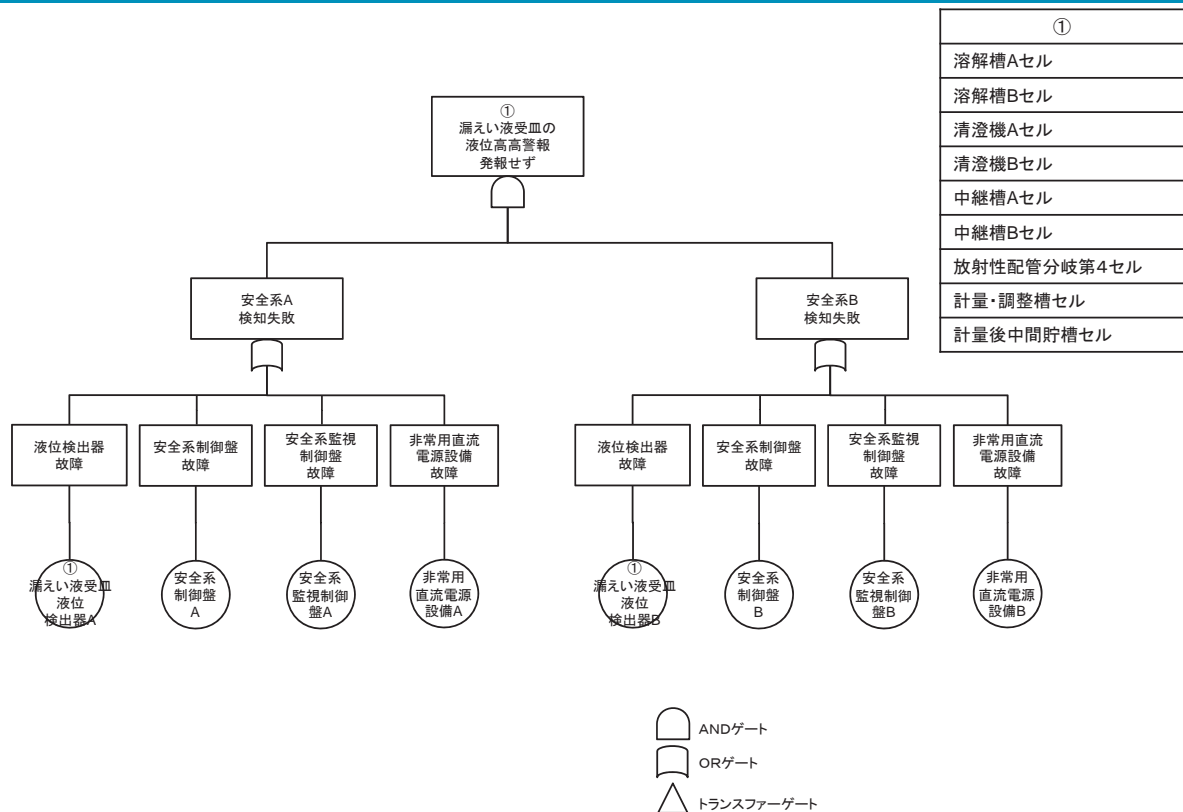 ①
溶解槽Aセル
溶解槽Bセル
清澄機Aセル
清澄機Bセル
中継槽Aセル
中継槽Bセル
放射性配管分岐第4セル
計量・調整槽セル
計量後中間貯槽セル
①
漏えい液受皿の
液位高高警報
発報せず
安全系A
検知失敗
安全系B
検知失敗
液位検出器
故障
安全系制御盤
故障
安全系監視
制御盤
故障
非常用直流
電源設備
故障
液位検出器
故障
安全系制御盤
故障
安全系監視
制御盤
故障
非常用直流
電源設備
故障
①
漏えい液受皿
液位
検出器A
安全系
制御盤
A
安全系
監視制御
盤A
非常用
直流電源
設備A
①
漏えい液受皿
液位
検出器B
安全系
制御盤
B
安全系
監視制御
盤B
非常用
直流電源
設備B
ANDゲート
ORゲート
トランスファーゲート